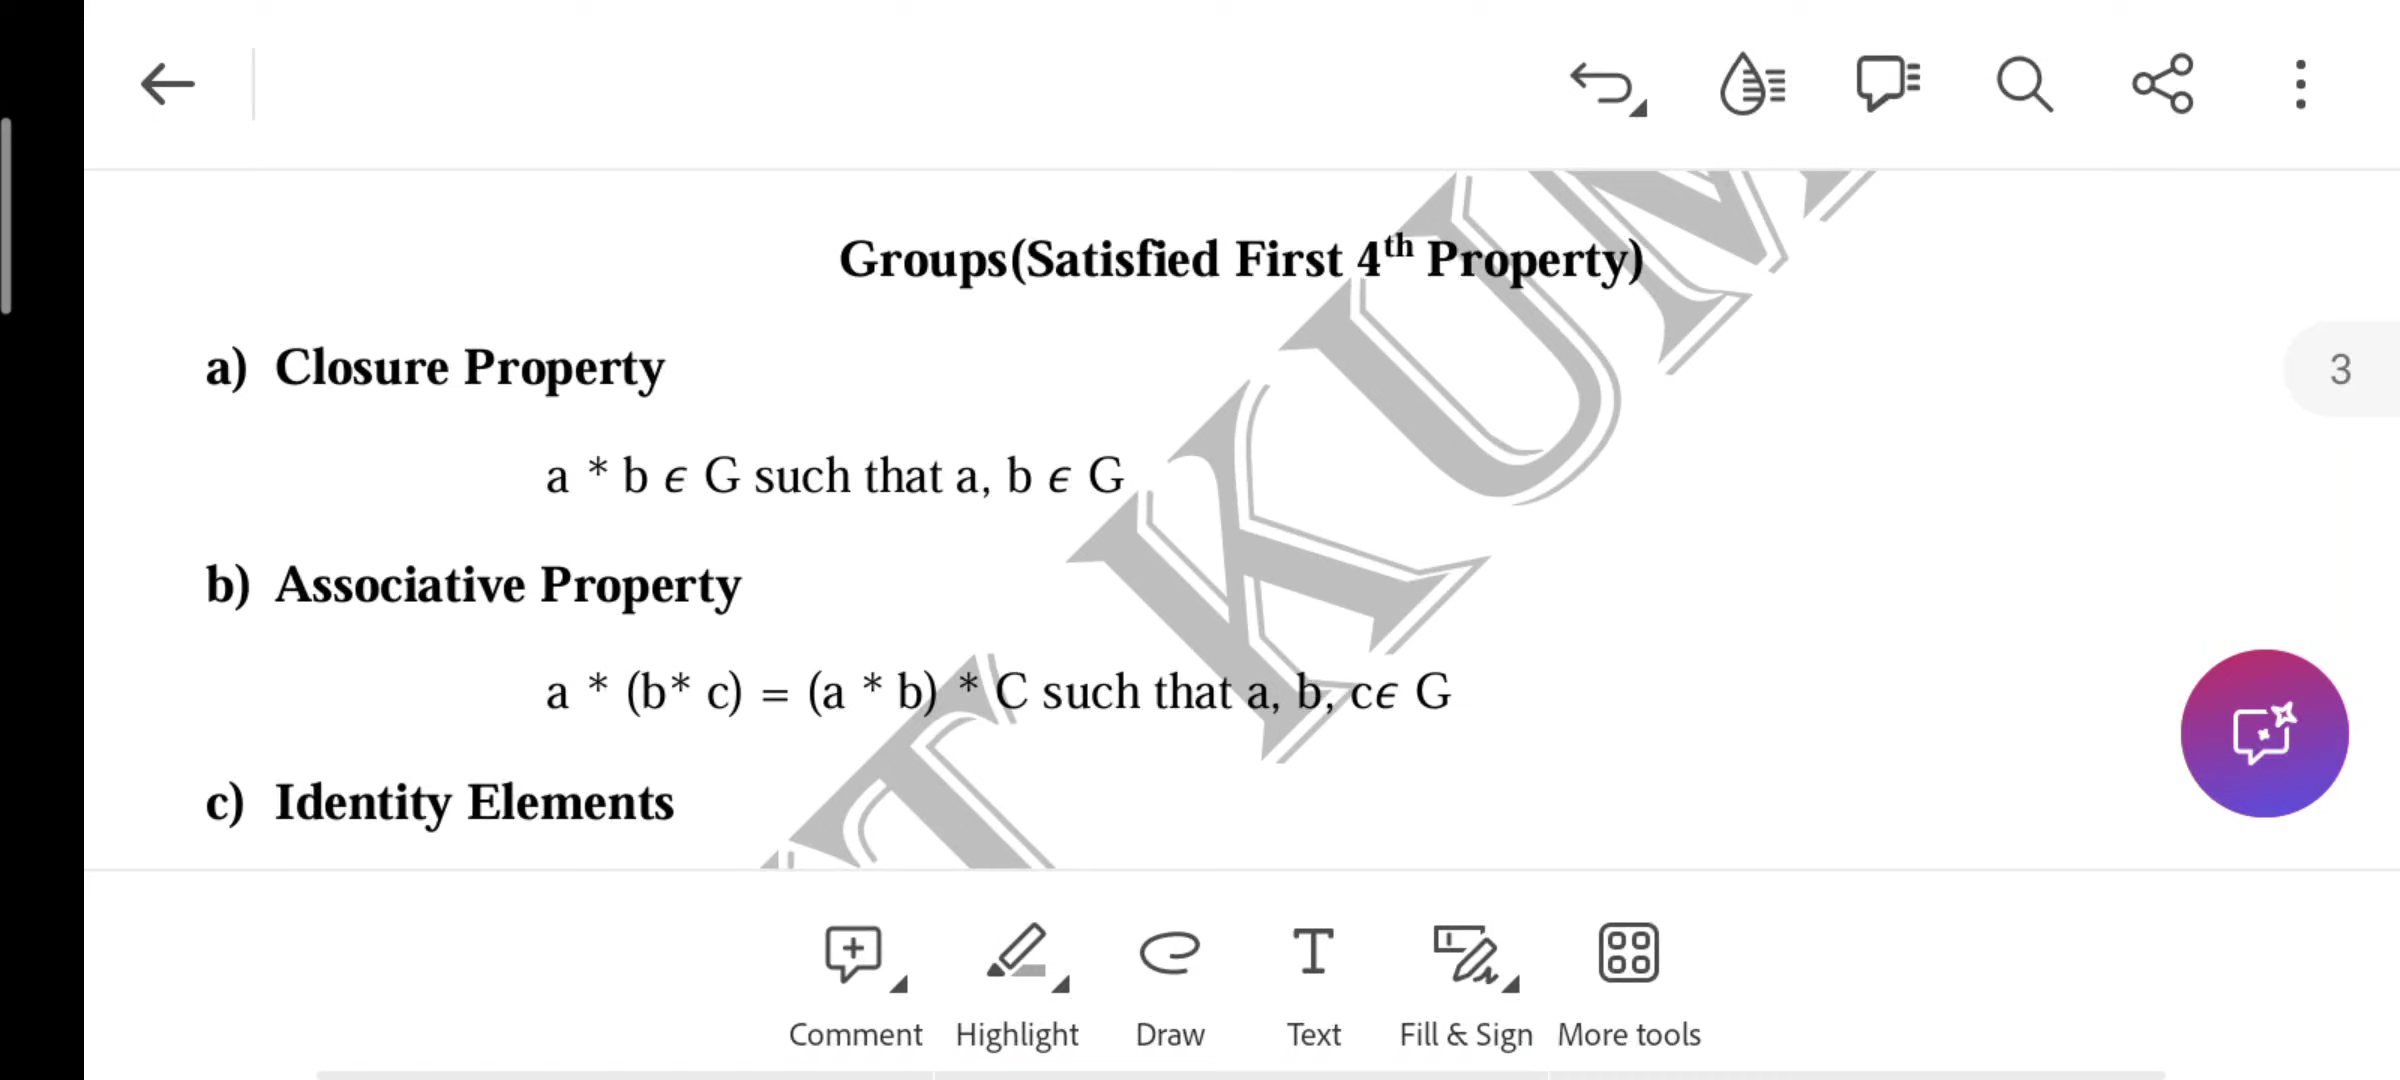 Groups(Satisfied First 4th Property)
3
a) Closure Property
a * b ϵ G such that a, b ϵ G
b) Associative Property
a * (b* c) = (a * b) * C such that a, b, cϵ G
c) Identity Elements
T KUM
Comment Highlight Draw Text Fill & Sign More tools